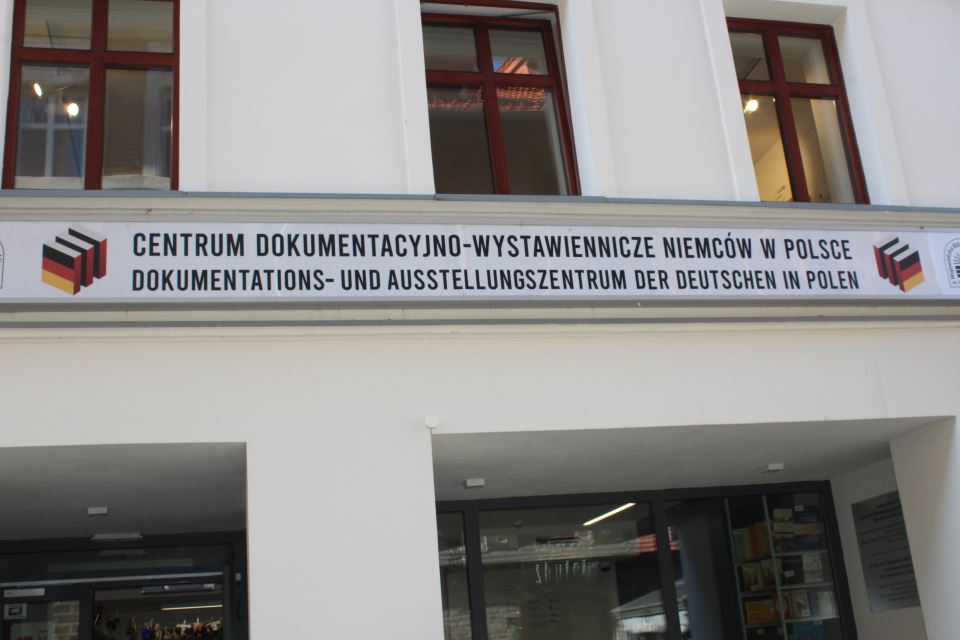 CENTRUM DOKUMENTACYJNO-WYSTAWIENNICZE NIEMCÓW W POLSCE
DOKUMENTATIONS- UND AUSSTELLUNGSZENTRUM DER DEUTSCHEN IN POLEN